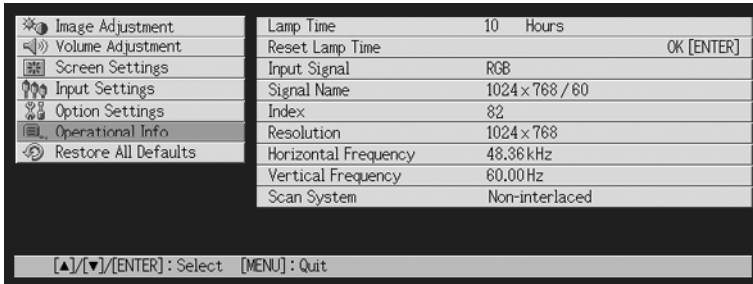 Image Adjustment
Volume Adjustment
Screen Settings
Input Settings
Option Settings
Operational Info
Restore All Defaults
Lamp Time 10 Hours
Reset Lamp Time OK [ENTER]
Input Signal RGB
Signal Name 1024×768/60
Index 82
Resolution 1024×768
Horizontal Frequency 48.36kHz
Vertical Frequency 60.00Hz
Scan System Non-interlaced
[▲]/[▼]/[ENTER]:Select [MENU]:Quit